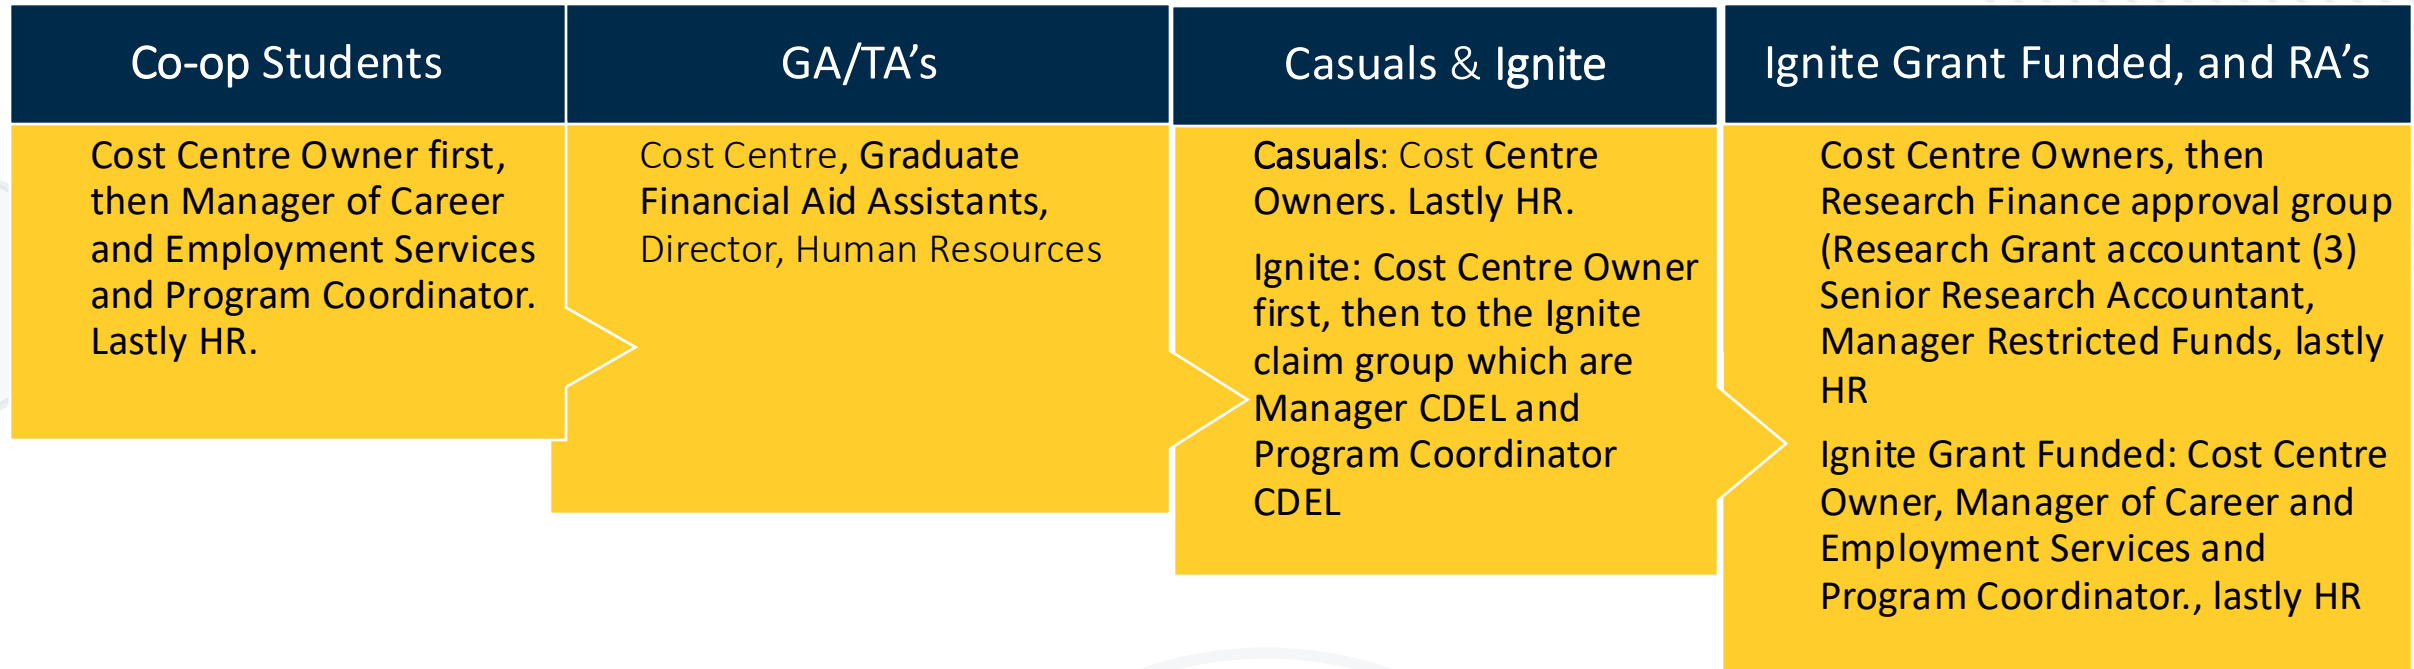 Co-op Students
Cost Centre Owner first,
then Manager of Career
and Employment Services
and Program Coordinator.
Lastly HR.
GA/TA’s
Cost Centre, Graduate
Financial Aid Assistants,
Director, Human Resources
Casuals & Ignite
Casuals: Cost Centre
Owners. Lastly HR.
Ignite: Cost Centre Owner
first, then to the Ignite
claim group which are
Manager CDEL and
Program Coordinator
CDEL
Ignite Grant Funded, and RA’s
Cost Centre Owners, then
Research Finance approval group
(Research Grant accountant (3)
Senior Research Accountant,
Manager Restricted Funds, lastly
HR
Ignite Grant Funded: Cost Centre
Owner, Manager of Career and
Employment Services and
Program Coordinator., lastly HR